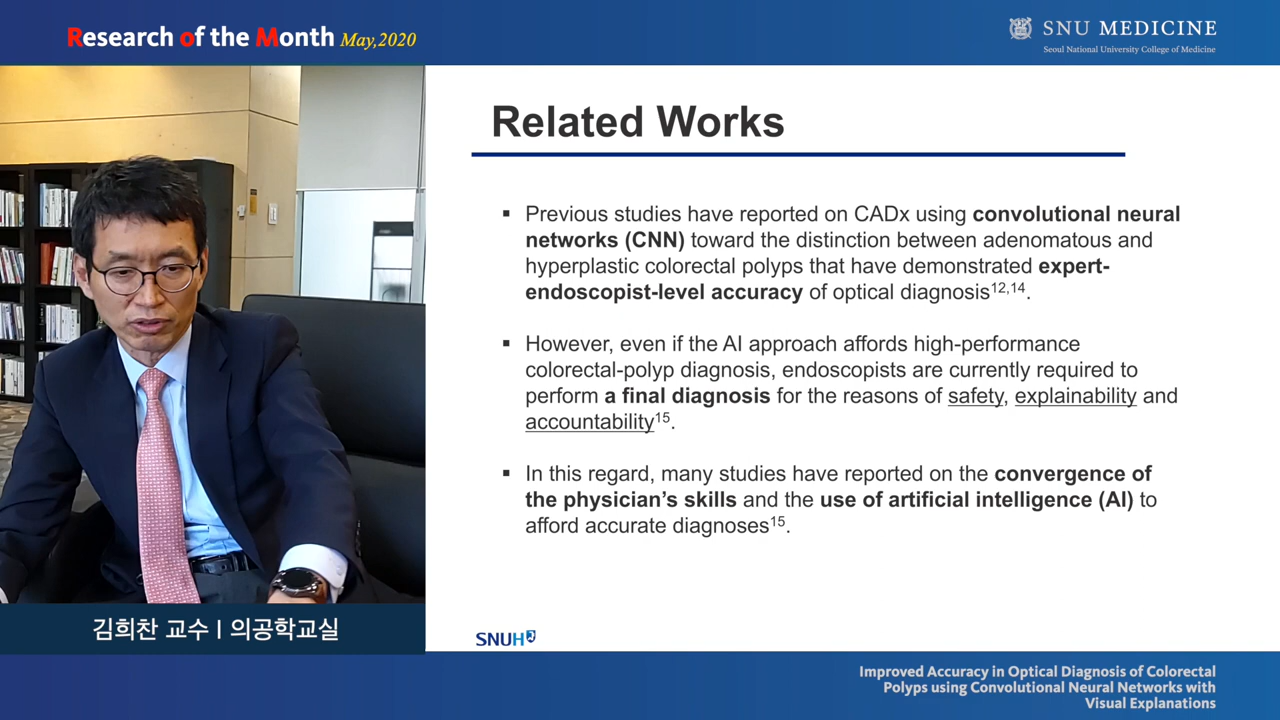 Research of the Month May,2020
SNU MEDICINE
Seoul National University College of Medicine
Related Works
▪ Previous studies have reported on CADx using convolutional neural
networks (CNN) toward the distinction between adenomatous and
hyperplastic colorectal polyps that have demonstrated expert-
endoscopist-level accuracy of optical diagnosis12,14.
▪ However, even if the AI approach affords high-performance
colorectal-polyp diagnosis, endoscopists are currently required to
perform a final diagnosis for the reasons of safety, explainability and
accountability15.
▪ In this regard, many studies have reported on the convergence of
the physician’s skills and the use of artificial intelligence (AI) to
afford accurate diagnoses15.
김희찬 교수 | 의공학교실
SNUH
Improved Accuracy in Optical Diagnosis of Colorectal
Polyps using Convolutional Neural Networks with
Visual Explanations